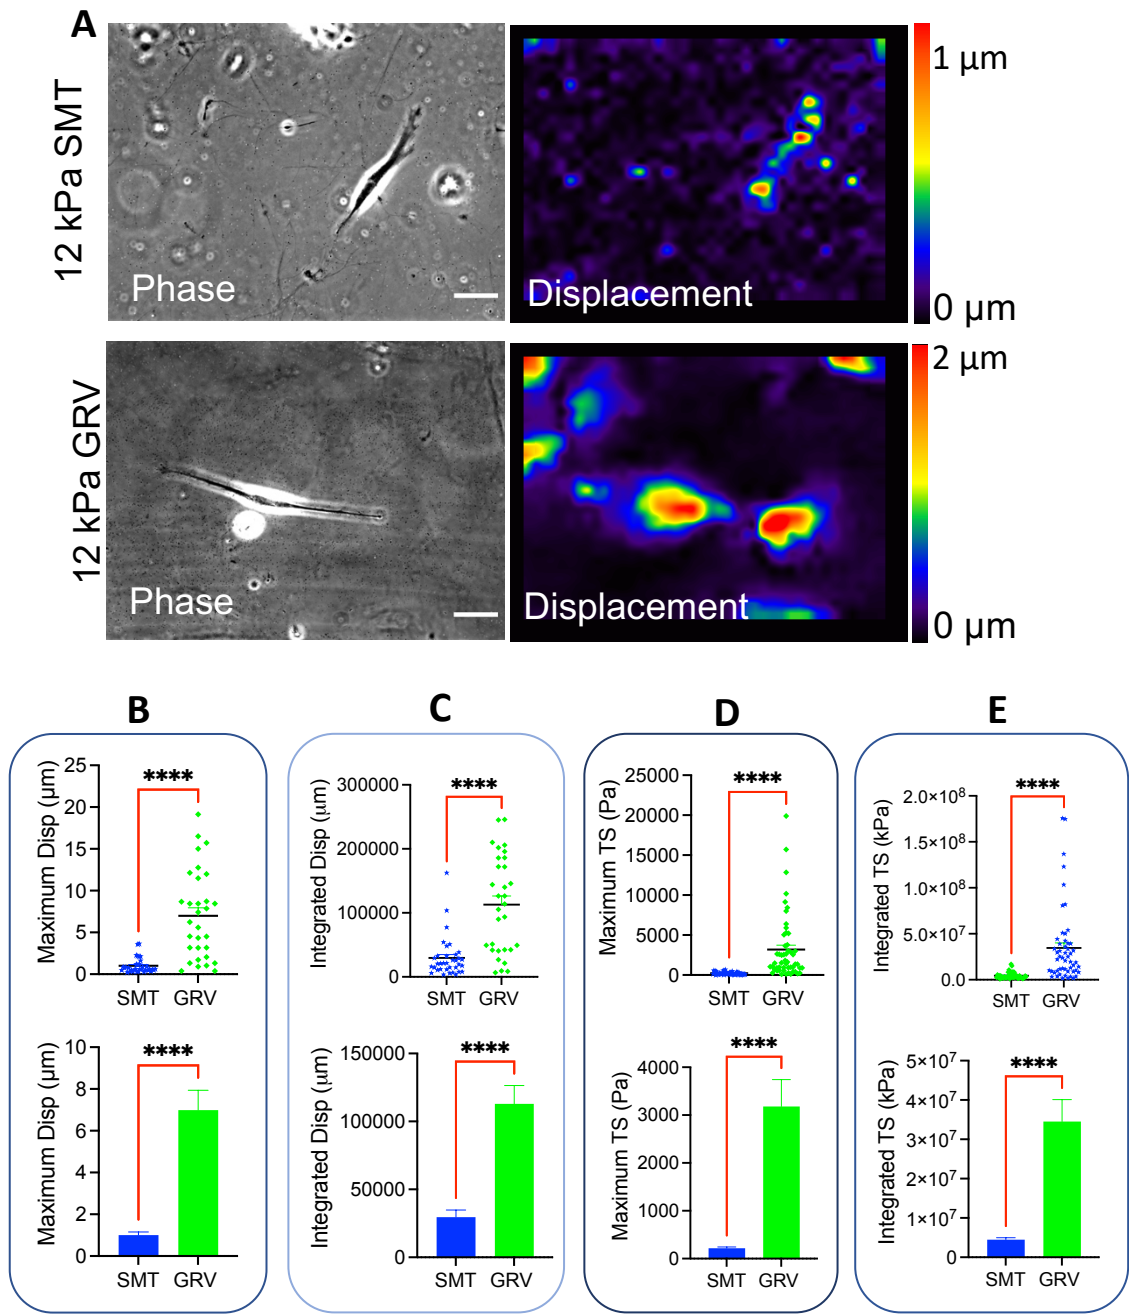 A
12 kPa SMT
Phase
Displacement
1 µm
0 µm
12 kPa GRV
Phase
Displacement
2 µm
0 µm
B
Maximum Disp (µm)
25
20
15
10
5
0
****
SMT GRV
Maximum Disp (µm)
10
8
6
4
2
0
****
SMT GRV
C
Integrated Disp (µm)
300000
200000
100000
0
****
SMT GRV
Integrated Disp (µm)
150000
100000
50000
0
****
SMT GRV
D
Maximum TS (Pa)
25000
20000
15000
10000
5000
0
****
SMT GRV
Maximum TS (Pa)
4000
3000
2000
1000
0
****
SMT GRV
E
Integrated TS (kPa)
2.0×10⁸
1.5×10⁸
1.0×10⁸
5.0×10⁷
0.0
****
SMT GRV
Integrated TS (kPa)
5×10⁷
4×10⁷
3×10⁷
2×10⁷
1×10⁷
0
****
SMT GRV